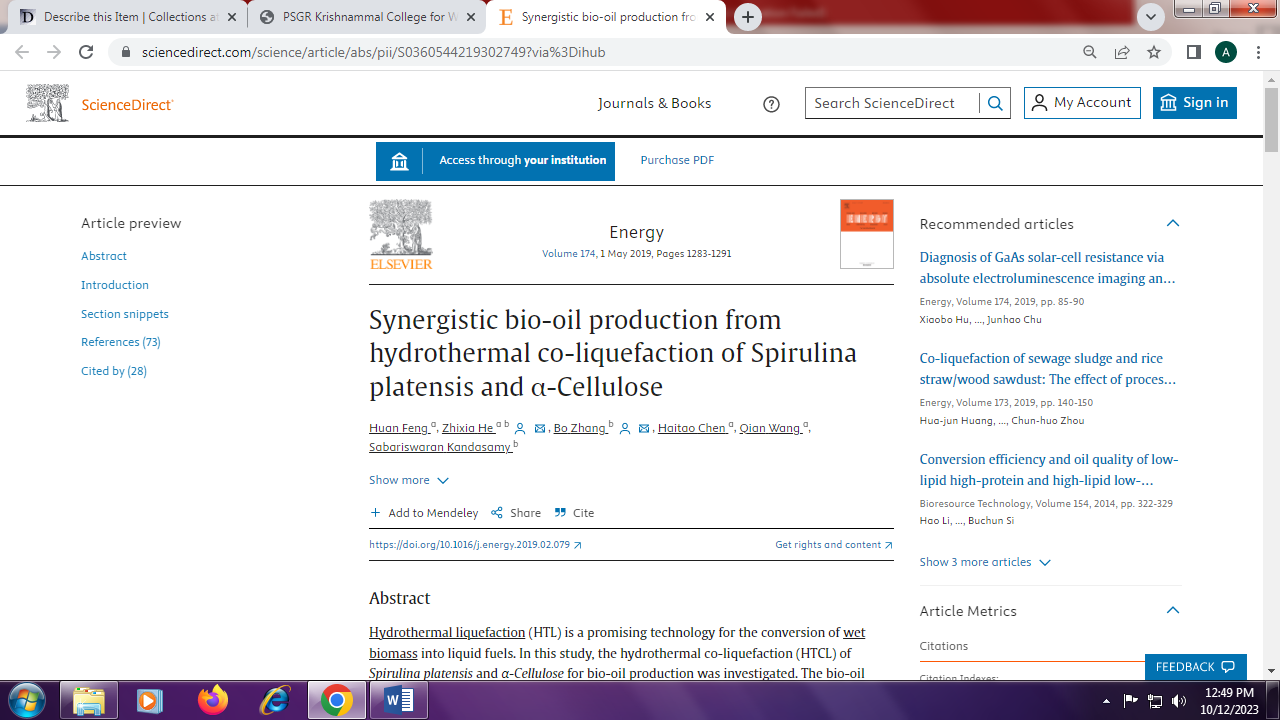 Describe this Item | Collections at
PSGR Krishnammal College for W
Synergistic bio-oil production fro
sciencedirect.com/science/article/abs/pii/S0360544219302749?via%3Dihub
A
ScienceDirect
Journals & Books
Search ScienceDirect
My Account
Sign in
Access through your institution
Purchase PDF
Article preview
Abstract
Introduction
Section snippets
References (73)
Cited by (28)
ELSEVIER
Energy
Volume 174, 1 May 2019, Pages 1283-1291
Synergistic bio-oil production from
hydrothermal co-liquefaction of Spirulina
platensis and α-Cellulose
Huan Feng a, Zhixia He a b, Bo Zhang b, Haitao Chen a, Qian Wang a,
Sabariswaran Kandasamy b
Show more
Add to Mendeley Share Cite
https://doi.org/10.1016/j.energy.2019.02.079
Get rights and content
Abstract
Hydrothermal liquefaction (HTL) is a promising technology for the conversion of wet
biomass into liquid fuels. In this study, the hydrothermal co-liquefaction (HTCL) of
Spirulina platensis and α-Cellulose for bio-oil production was investigated. The bio-oil
Recommended articles
Diagnosis of GaAs solar-cell resistance via
absolute electroluminescence imaging an...
Energy, Volume 174, 2019, pp. 85-90
Xiaobo Hu, ..., Junhao Chu
Co-liquefaction of sewage sludge and rice
straw/wood sawdust: The effect of proces...
Energy, Volume 173, 2019, pp. 140-150
Hua-jun Huang, ..., Chun-huo Zhou
Conversion efficiency and oil quality of low-
lipid high-protein and high-lipid low-...
Bioresource Technology, Volume 154, 2014, pp. 322-329
Hao Li, ..., Buchun Si
Show 3 more articles
Article Metrics
Citations
Citation Indexes:
FEEDBACK
12:49 PM
10/12/2023